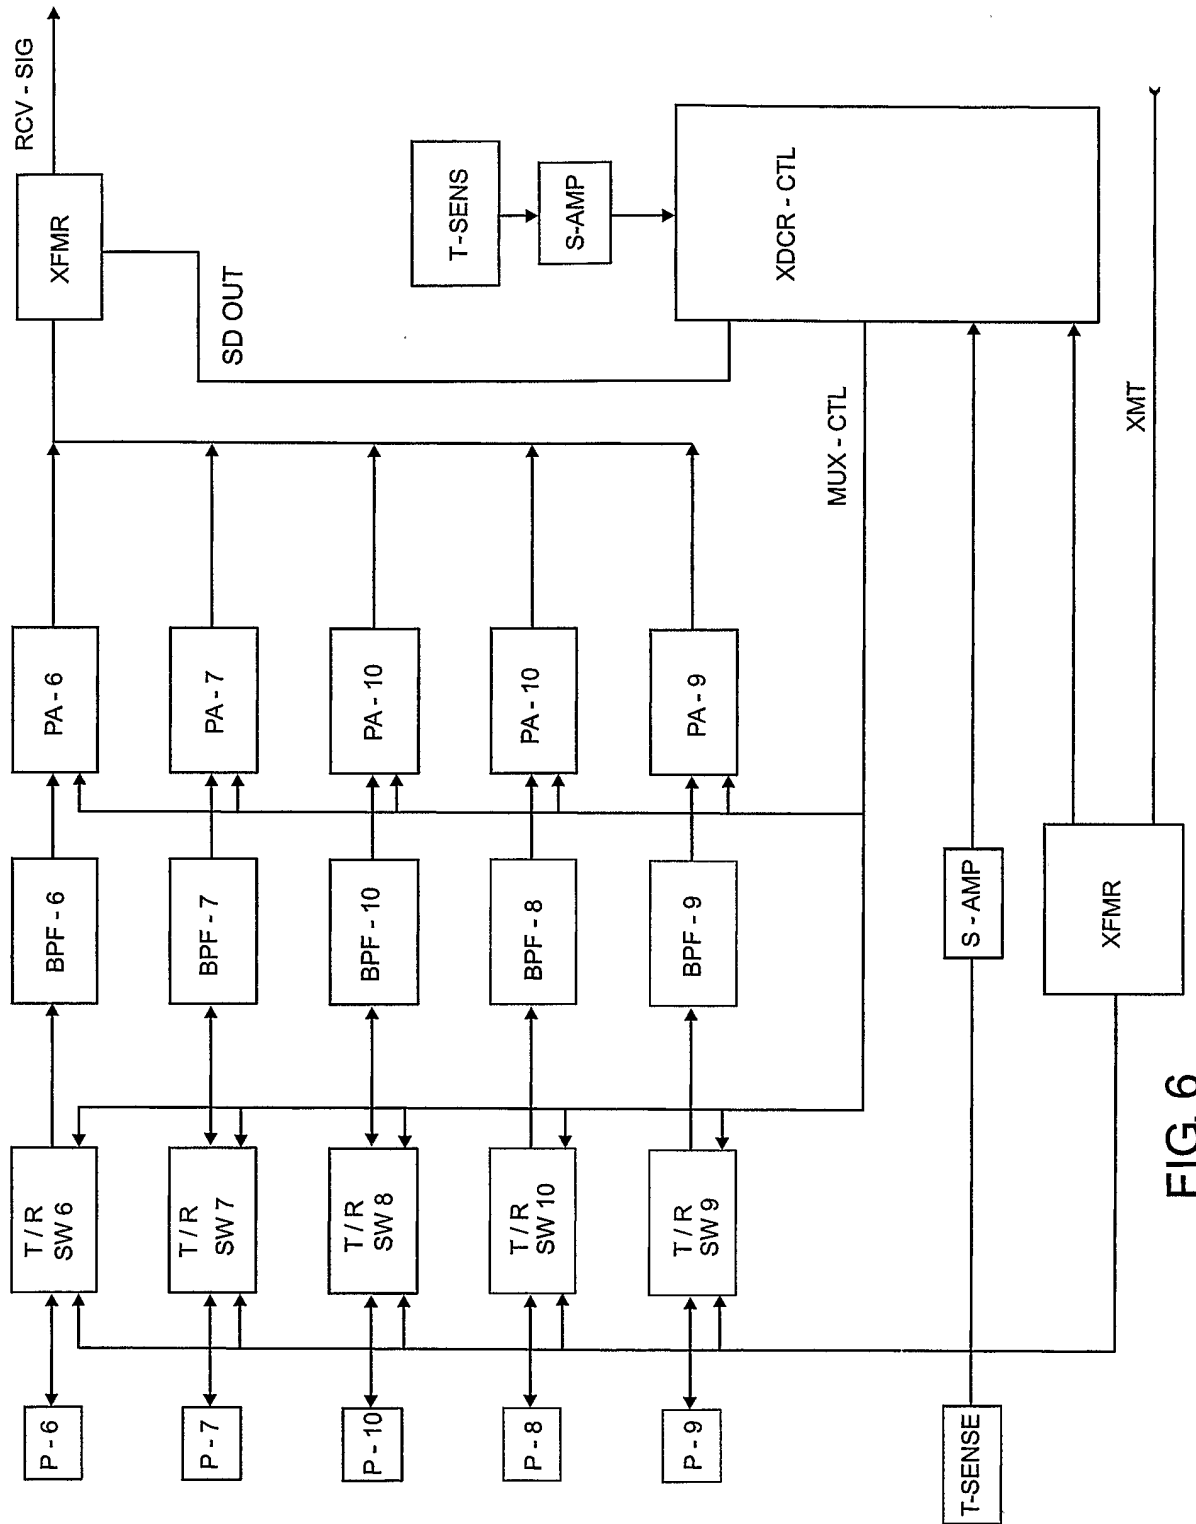 P - 6
T / R
SW 6
BPF - 6
PA - 6
XFMR
RCV - SIG
P - 7
T / R
SW 7
BPF - 7
PA - 7
SD OUT
P - 10
T / R
SW 8
BPF - 10
PA - 10
P - 8
T / R
SW 10
BPF - 8
PA - 10
T-SENS
S-AMP
P - 9
T / R
SW 9
BPF - 9
PA - 9
XDCR - CTL
MUX - CTL
T-SENSE
S - AMP
XFMR
XMT
FIG. 6